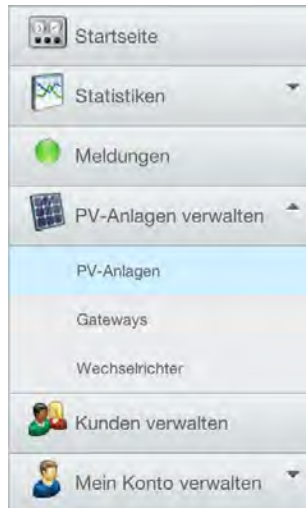 Startseite
Statistiken
Meldungen
PV-Anlagen verwalten
PV-Anlagen
Gateways
Wechselrichter
Kunden verwalten
Mein Konto verwalten